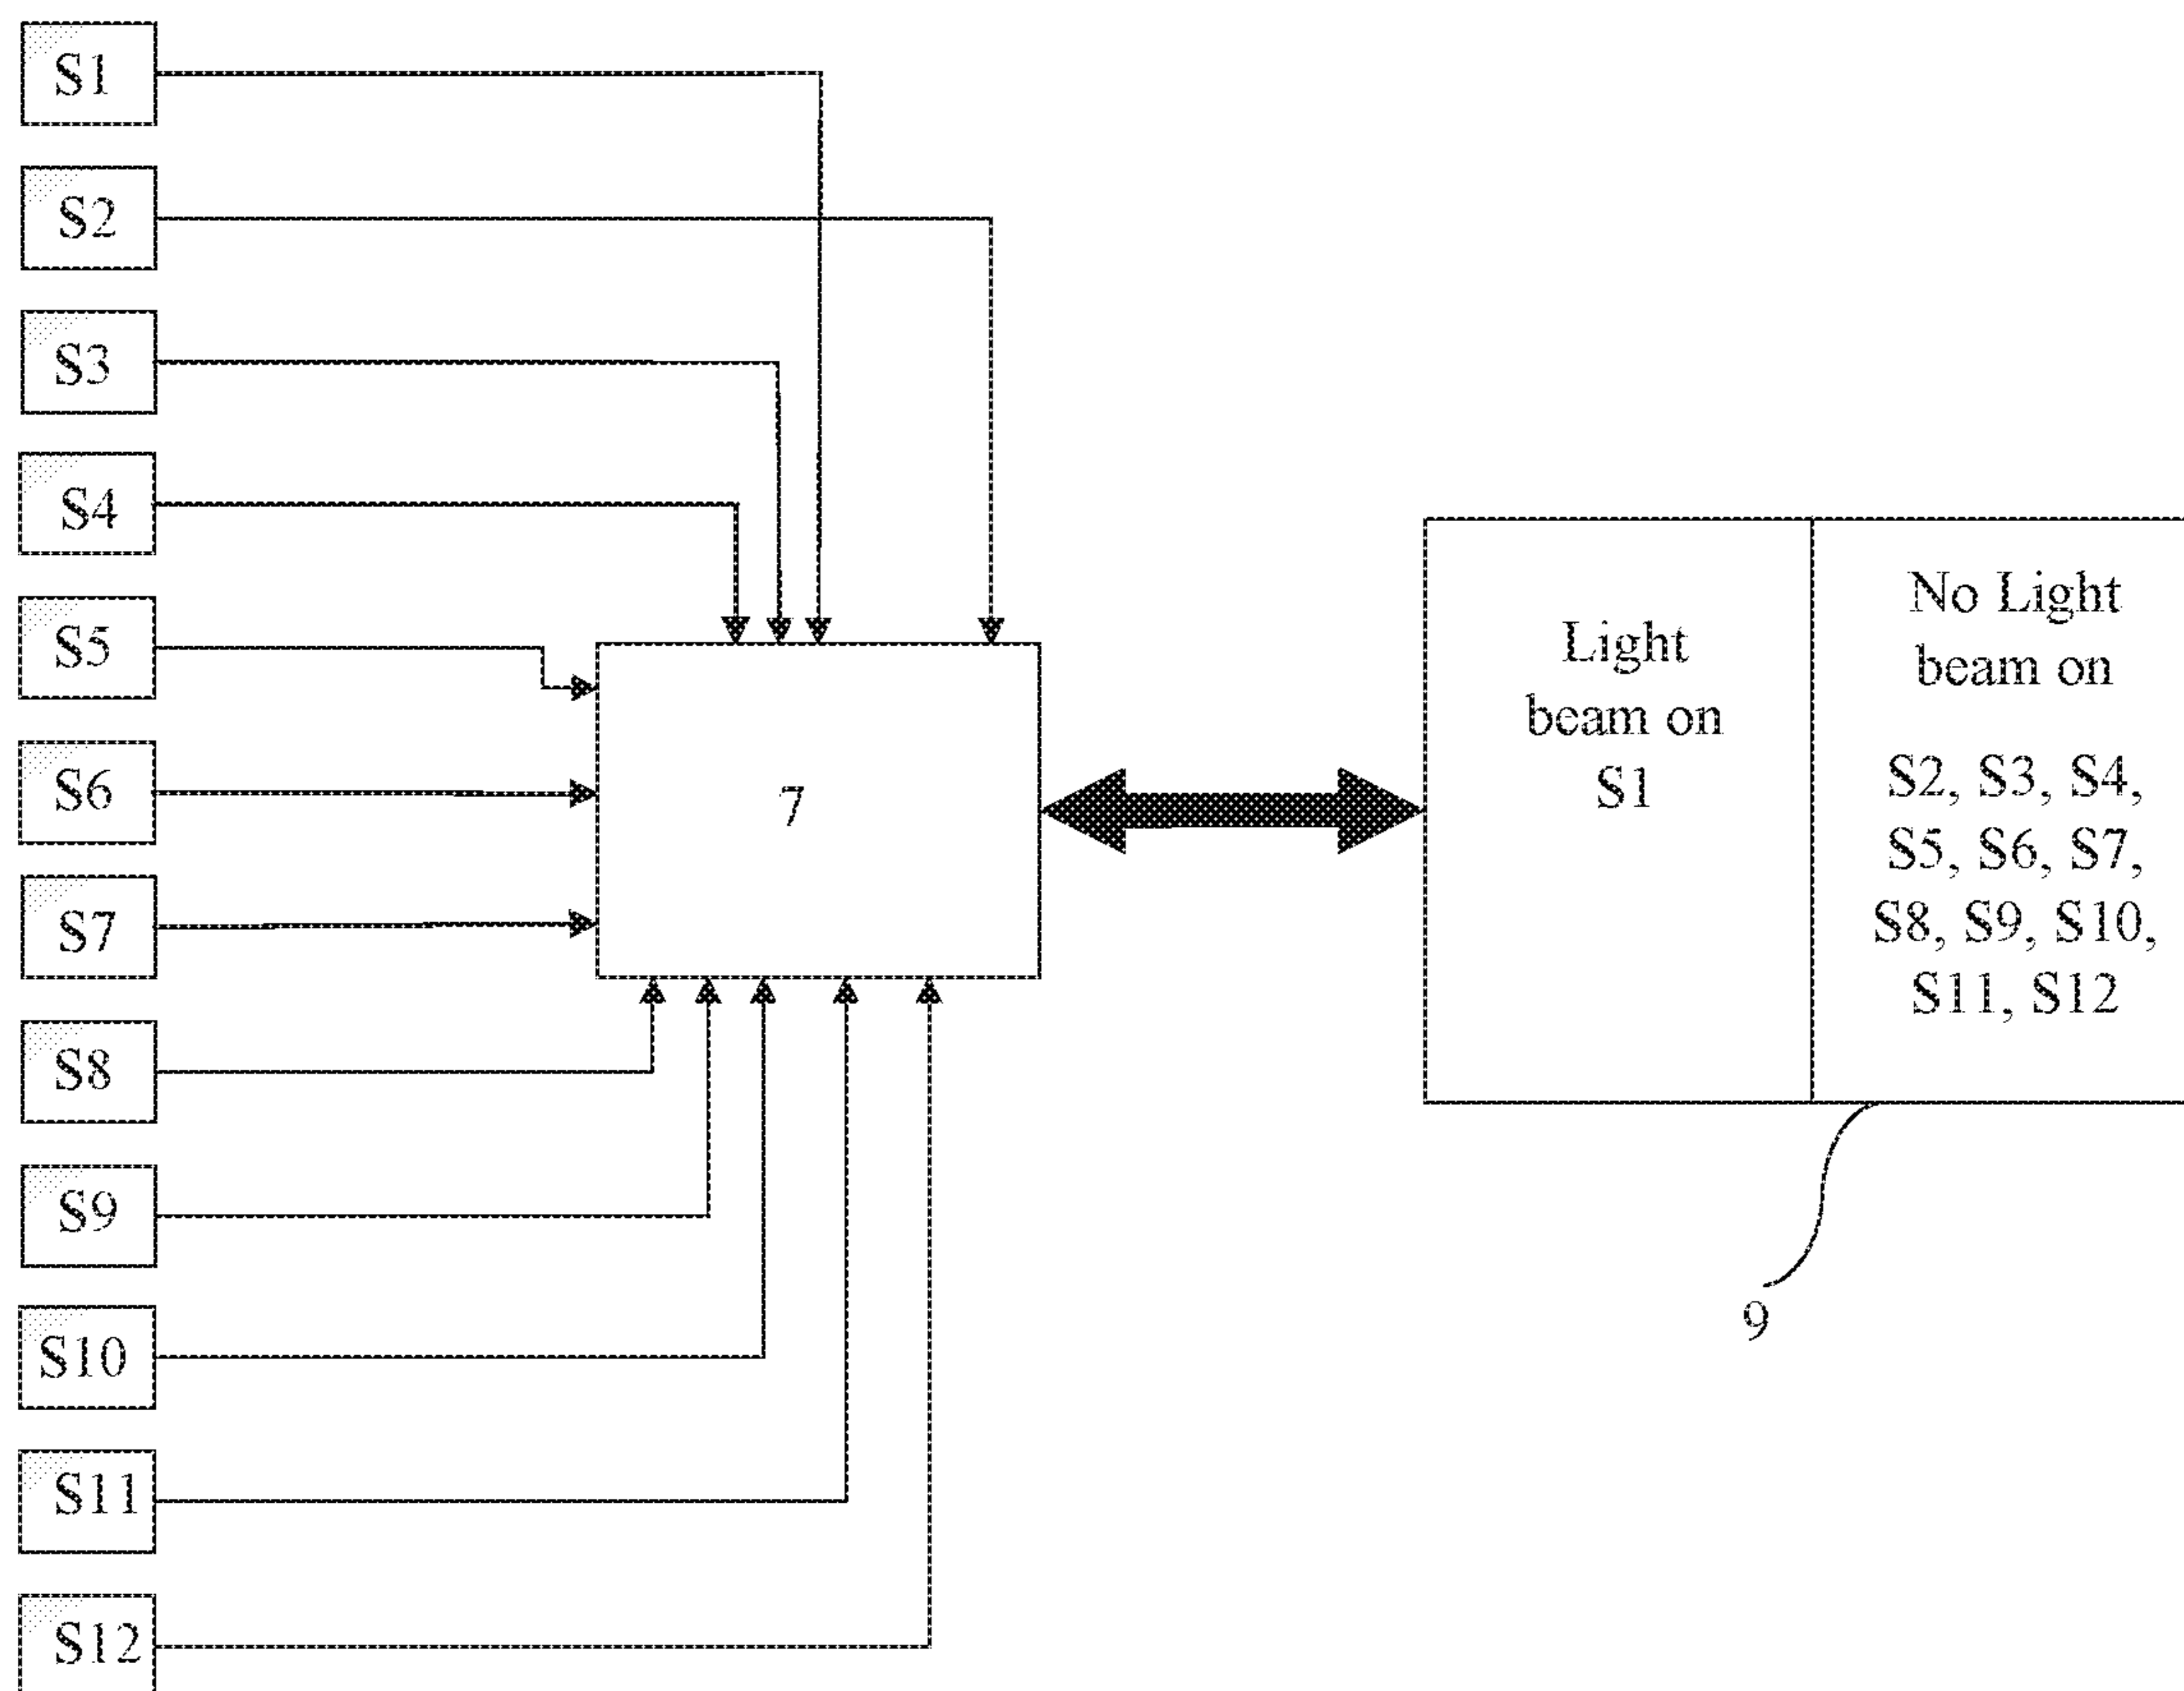 S1
S2
S3
S4
S5
S6
S7
S8
S9
S10
S11
S12
7
Light
beam on
S1
No Light
beam on
S2, S3, S4,
S5, S6, S7,
S8, S9, S10,
S11, S12
9